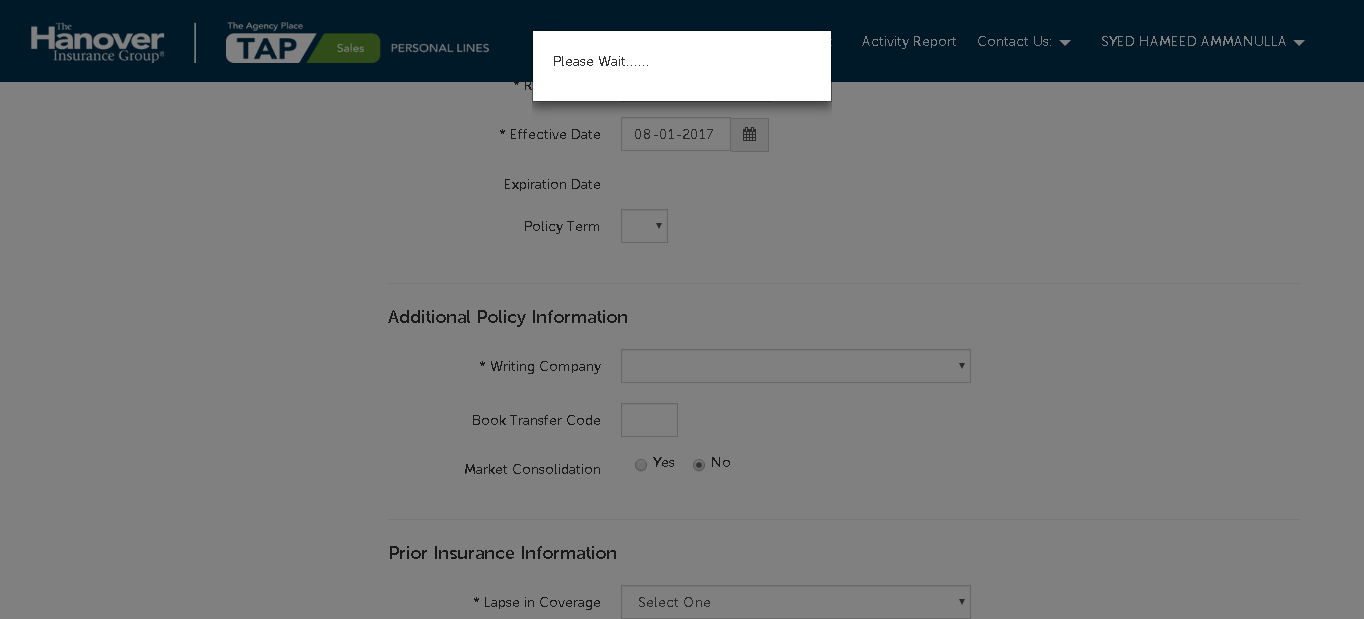 The
Hanover
Insurance Group®
The Agency Place
TAP Sales PERSONAL LINES
Please Wait......
Activity Report Contact Us: SYED HAMEED AMMANULLA
* Effective Date 08-01-2017
Expiration Date
Policy Term
Additional Policy Information
* Writing Company
Book Transfer Code
Market Consolidation Yes No
Prior Insurance Information
* Lapse in Coverage Select One